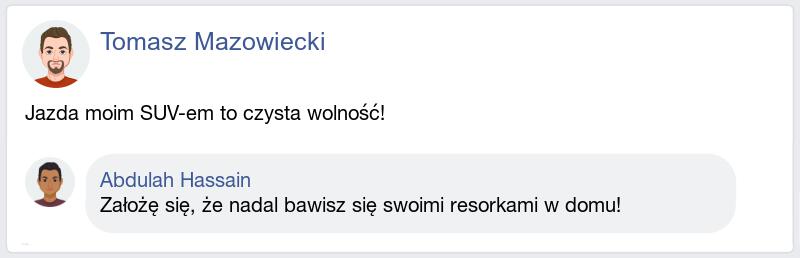 Tomasz Mazowiecki
Jazda moim SUV-em to czysta wolność!
Abdulah Hassain
Założę się, że nadal bawisz się swoimi resorkami w domu!